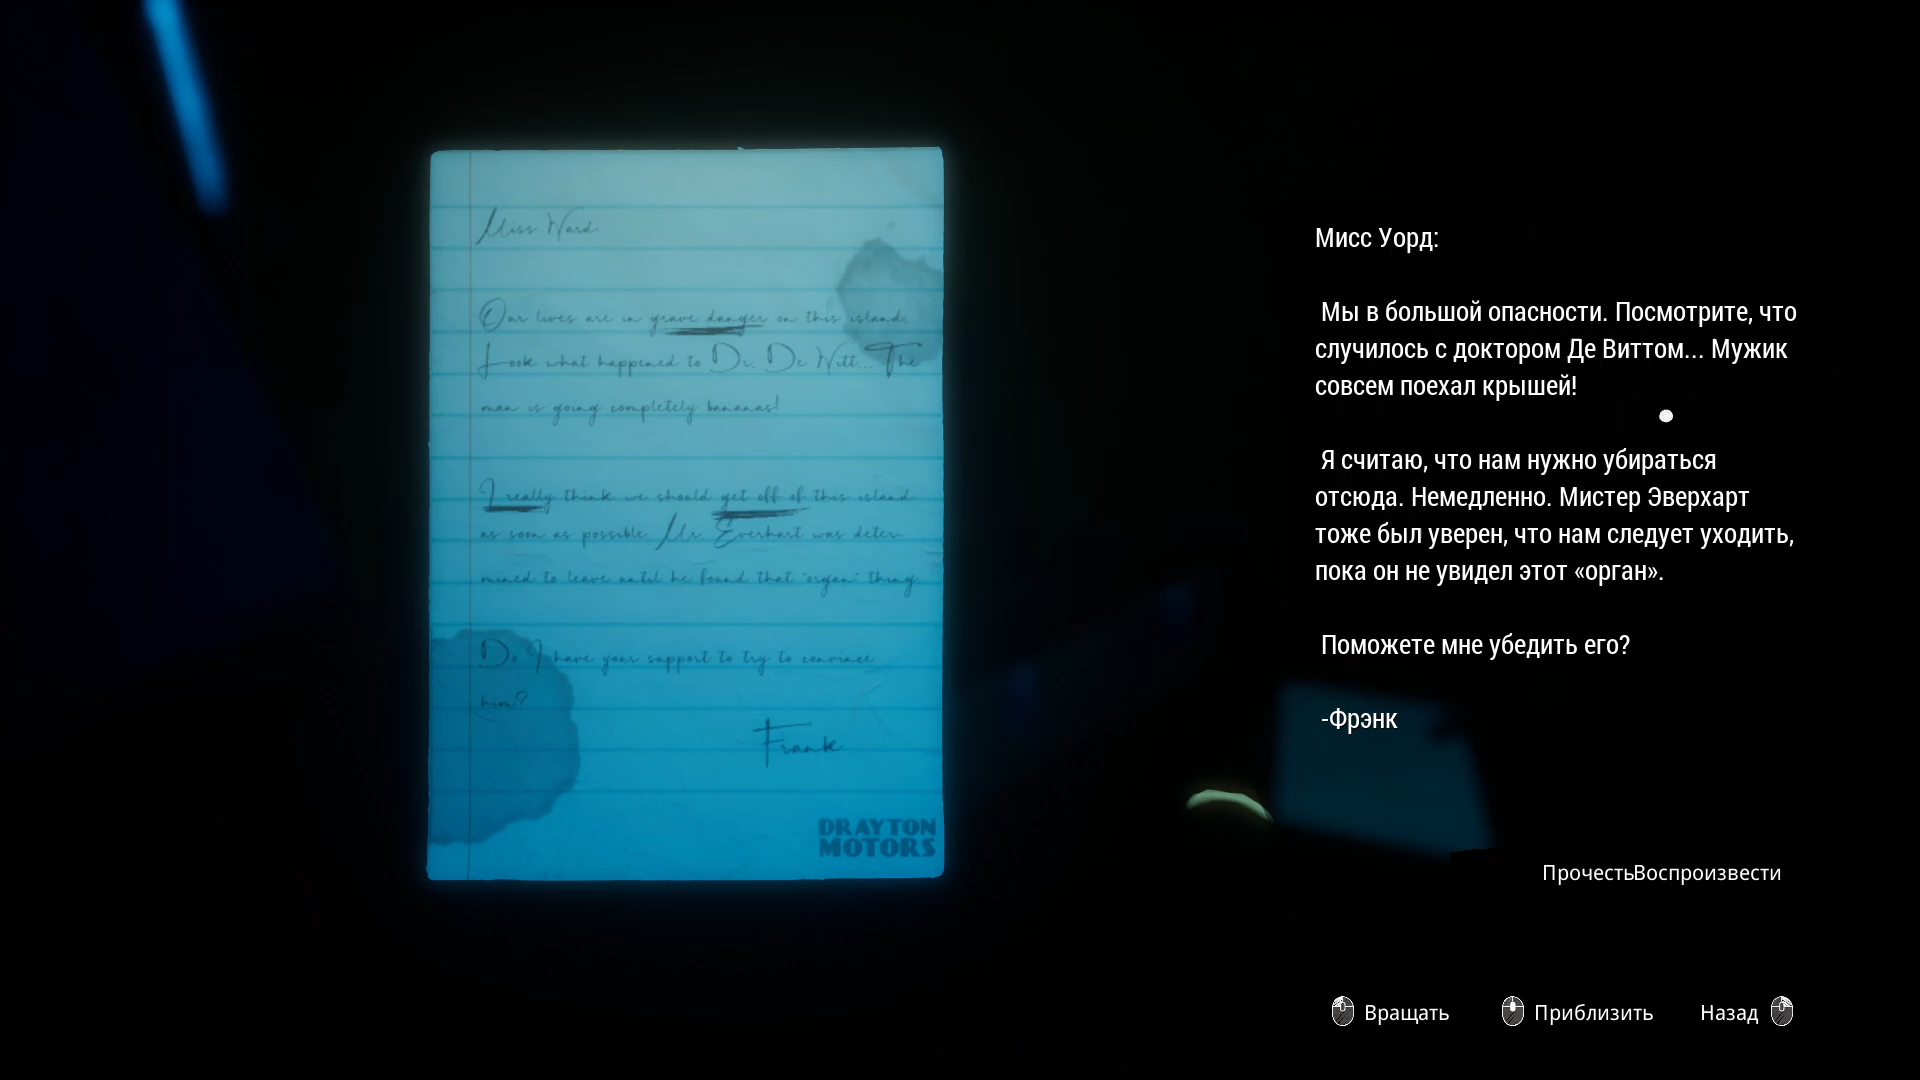 Miss Ward:
Our lives are in grave danger on this island.
Look what happened to Dr. De Witt... The
man is going completely bananas!
I really think we should get off of this island
as soon as possible. Mr. Everhart was deter-
mined to leave until he found that "organ" thing.
Do I have your support to try to convince
him?
Frank
DRAYTON
MOTORS
Мисс Уорд:
Мы в большой опасности. Посмотрите, что
случилось с доктором Де Виттом... Мужик
совсем поехал крышей!
Я считаю, что нам нужно убираться
отсюда. Немедленно. Мистер Эверхарт
тоже был уверен, что нам следует уходить,
пока он не увидел этот «орган».
Поможете мне убедить его?
-Фрэнк
ПрочестьВоспроизвести
Вращать Приблизить Назад